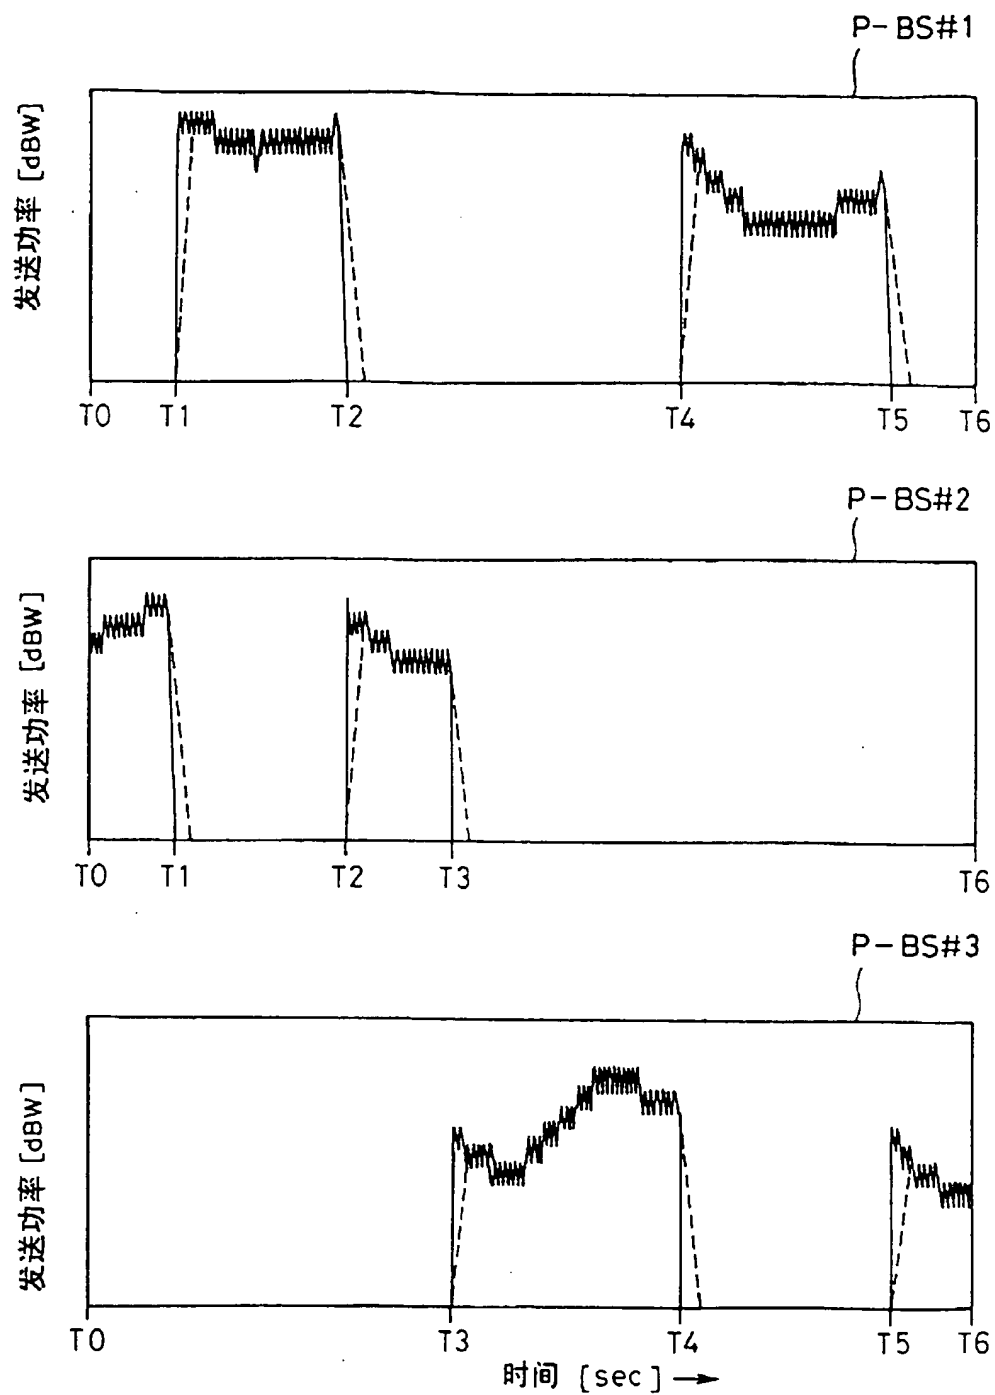 P-BS#1
发送功率 [dBW]
T0 T1 T2 T4 T5 T6
P-BS#2
发送功率 [dBW]
T0 T1 T2 T3 T6
P-BS#3
发送功率 [dBW]
T0 T3 T4 T5 T6
时间 [sec] →